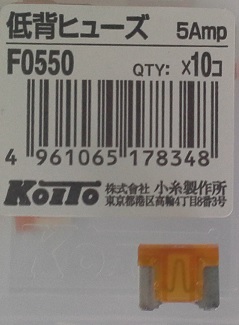 低背ヒューズ 5Amp
F0550 QTY: X10コ
4 961065 178348
KOITO 株式会社 小糸製作所
東京都港区高輪4丁目8番3号